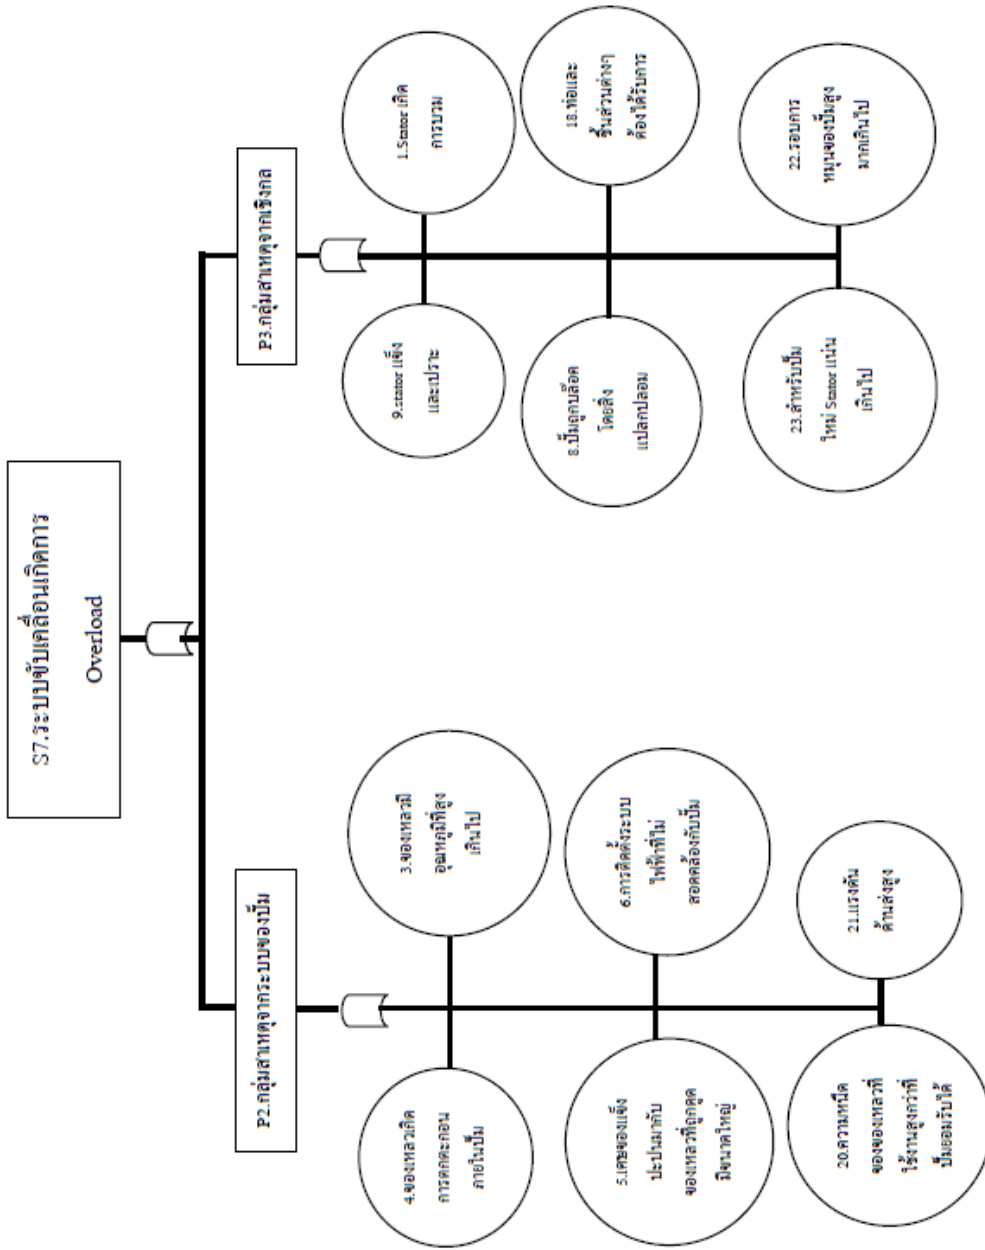 S7.ระบบขับเคลื่อนเกิดการ
Overload
P2.กลุ่มสาเหตุจากระบบของปั๊ม
P3.กลุ่มสาเหตุจากเชิงกล
4.ของเหลวเกิด
การตกตะกอน
ภายในปั๊ม
3.ของเหลวมี
อุณหภูมิที่สูง
เกินไป
9.stator แข็ง
และเปราะ
1.Stator เกิด
การบวม
5.เศษของแข็ง
ปะปนมากับ
ของเหลวที่ถูกดูด
มีขนาดใหญ่
6.การติดตั้งระบบ
ไฟฟ้าที่ไม่
สอดคล้องกับปั๊ม
8.ปั๊มถูกบล็อค
โดยสิ่ง
แปลกปลอม
18.ท่อและ
ชิ้นส่วนต่างๆ
ต้องได้รับการ
20.ความหนืด
ของของเหลวที่
ใช้งานสูงกว่าที่
ปั๊มยอมรับได้
21.แรงดัน
ด้านส่งสูง
23.สำหรับปั๊ม
ใหม่ Stator แน่น
เกินไป
22.รอบการ
หมุนของปั๊มสูง
มากเกินไป